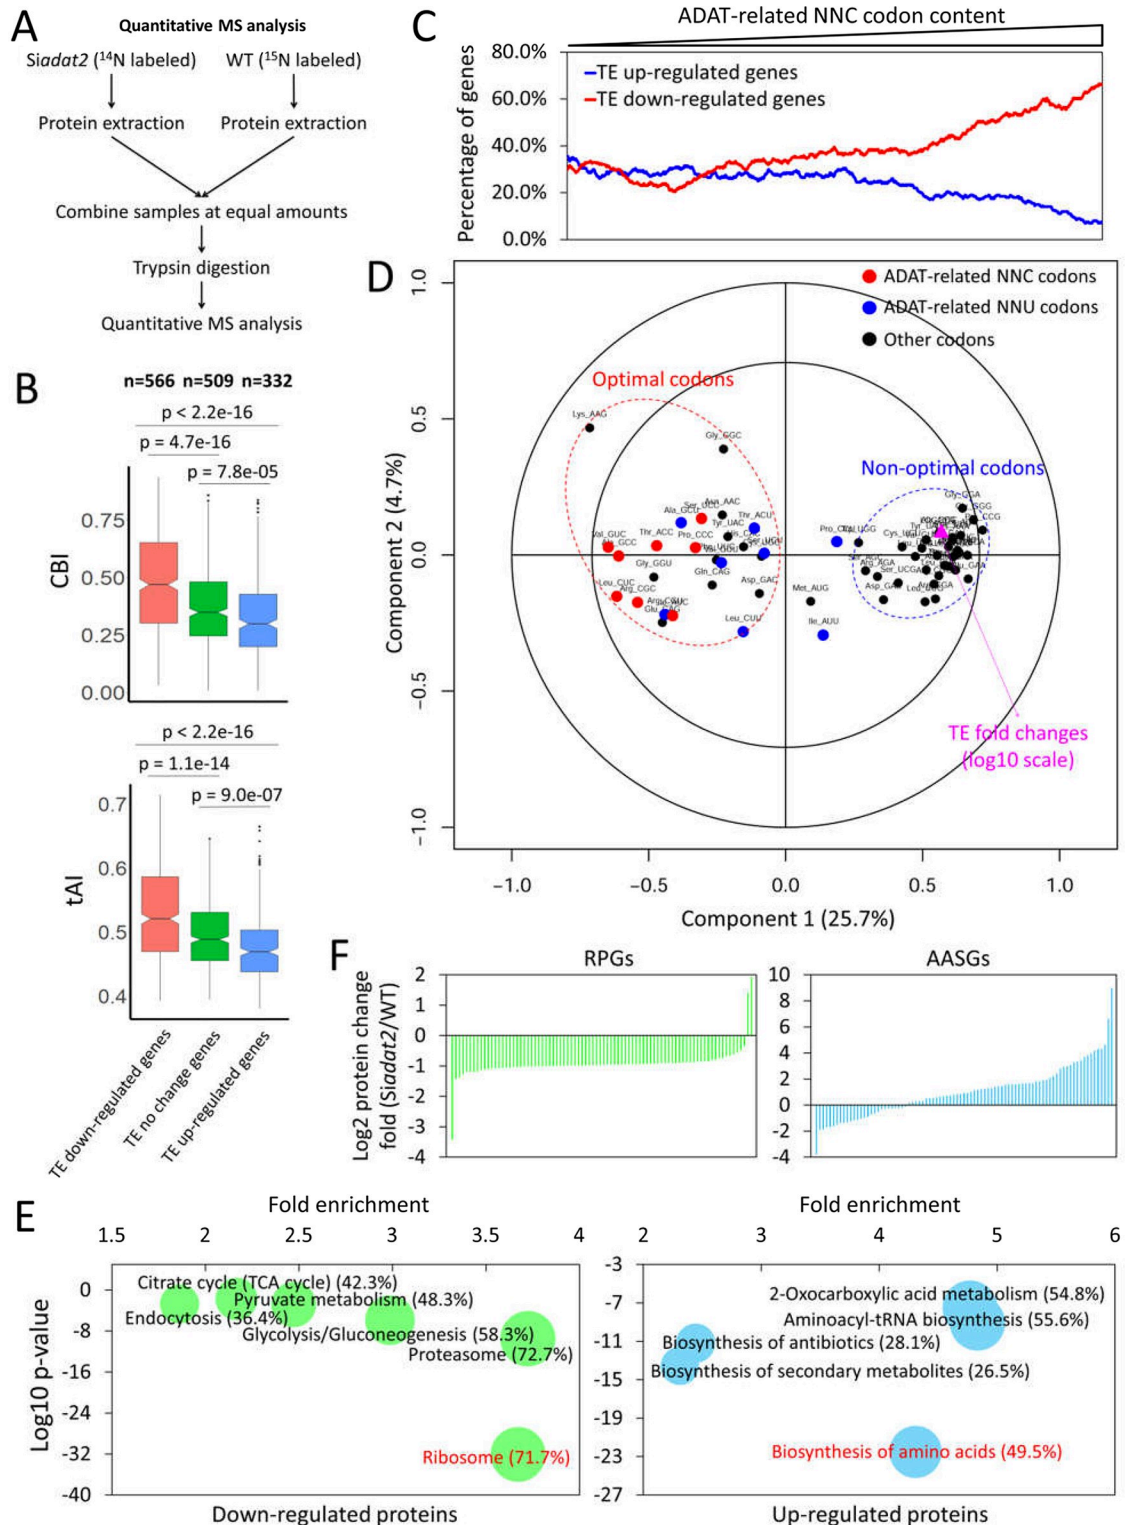 A
Quantitative MS analysis
Siadat2 (14N labeled)
WT (15N labeled)
Protein extraction
Protein extraction
Combine samples at equal amounts
Trypsin digestion
Quantitative MS analysis
B
n=566 n=509 n=332
p < 2.2e-16
p = 4.7e-16
p = 7.8e-05
CBI
0.75
0.50
0.25
0.00
p < 2.2e-16
p = 1.1e-14
p = 9.0e-07
tAI
0.7
0.6
0.5
0.4
TE down-regulated genes
TE no change genes
TE up-regulated genes
C
ADAT-related NNC codon content
Percentage of genes
80.0%
60.0%
40.0%
20.0%
0.0%
TE up-regulated genes
TE down-regulated genes
D
ADAT-related NNC codons
ADAT-related NNU codons
Other codons
Optimal codons
Non-optimal codons
TE fold changes
(log10 scale)
Lys_AAG
Gly_GGC
Ala_GCU
Thr_ACU
Tyr_UAC
Thr_ACC
Pro_CCC
Gly_GGU
Gln_CAG
Asp_GAC
Leu_CUC
Arg_CGC
Leu_CUU
Met_AUG
Ile_AUU
Component 2 (4.7%)
1.0
0.5
0.0
−0.5
−1.0
−1.0
−0.5
0.0
0.5
1.0
Component 1 (25.7%)
F
RPGs
Log2 protein change
fold (Siadat2/WT)
2
1
0
-1
-2
-3
-4
AASGs
10
8
6
4
2
0
-2
-4
E
Fold enrichment
1.5
2
2.5
3
3.5
4
Log10 p-value
0
-8
-16
-24
-32
-40
Citrate cycle (TCA cycle) (42.3%)
Pyruvate metabolism (48.3%)
Endocytosis (36.4%)
Glycolysis/Gluconeogenesis (58.3%)
Proteasome (72.7%)
Ribosome (71.7%)
Down-regulated proteins
Fold enrichment
2
3
4
5
6
-3
-7
-11
-15
-19
-23
-27
2-Oxocarboxylic acid metabolism (54.8%)
Aminoacyl-tRNA biosynthesis (55.6%)
Biosynthesis of antibiotics (28.1%)
Biosynthesis of secondary metabolites (26.5%)
Biosynthesis of amino acids (49.5%)
Up-regulated proteins